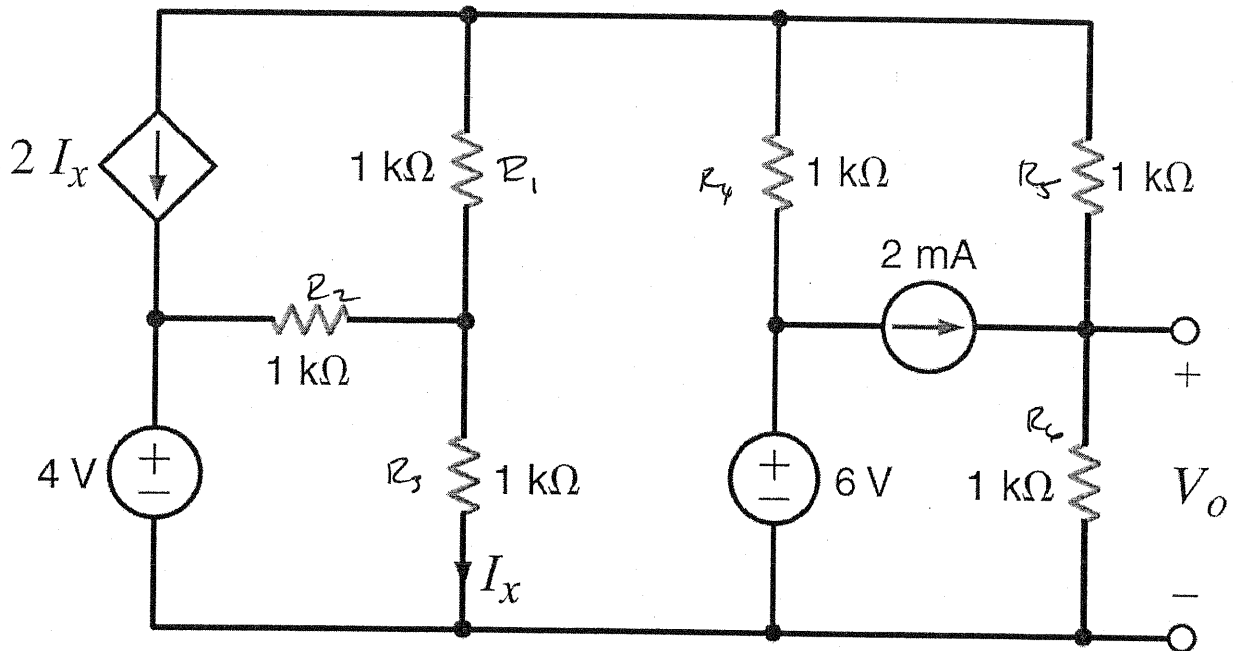 2 Iₓ
1 kΩ R₁
R₄ 1 kΩ
R₅ 1 kΩ
2 mA
R₂
1 kΩ
+
4 V + −
R₃ 1 kΩ
+ − 6 V
R₆
1 kΩ
Vₒ
Iₓ
−